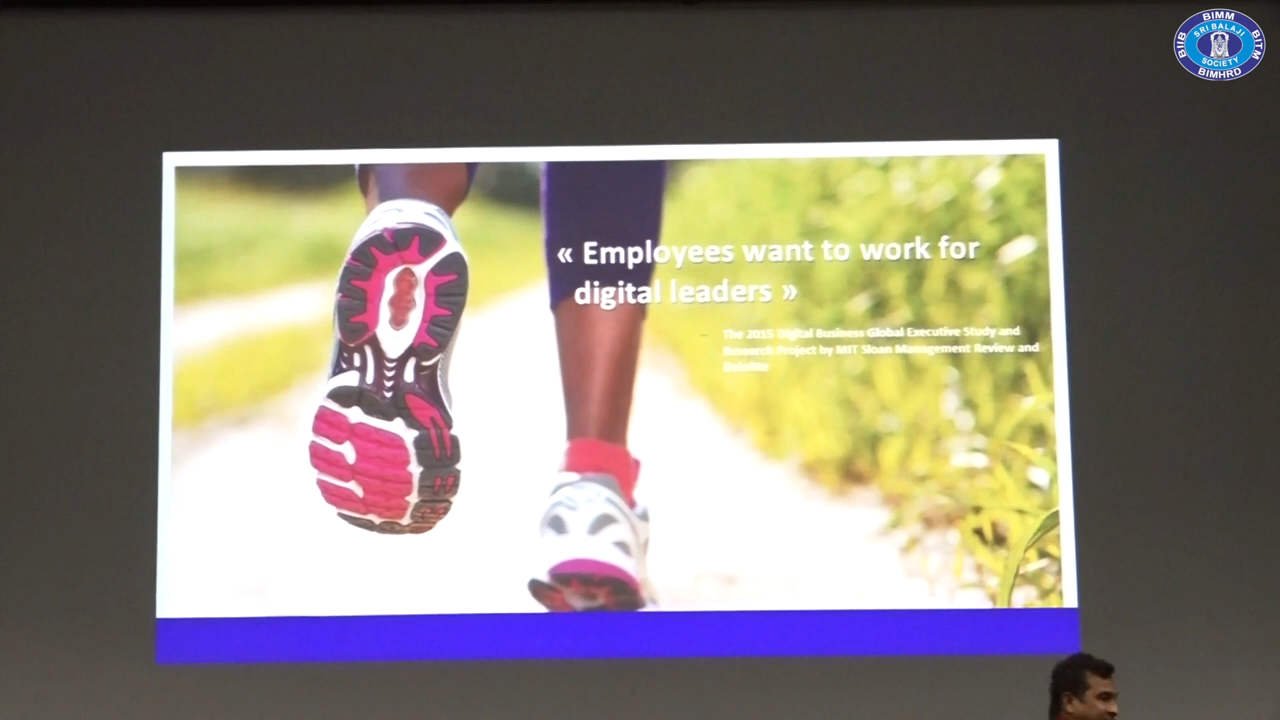 BIMM
BIIB
SRI BALAJI
SOCIETY
BITM
BIMHRD
« Employees want to work for
digital leaders »
The 2015 Digital Business Global Executive Study and
Research Project by MIT Sloan Management Review and
Deloitte